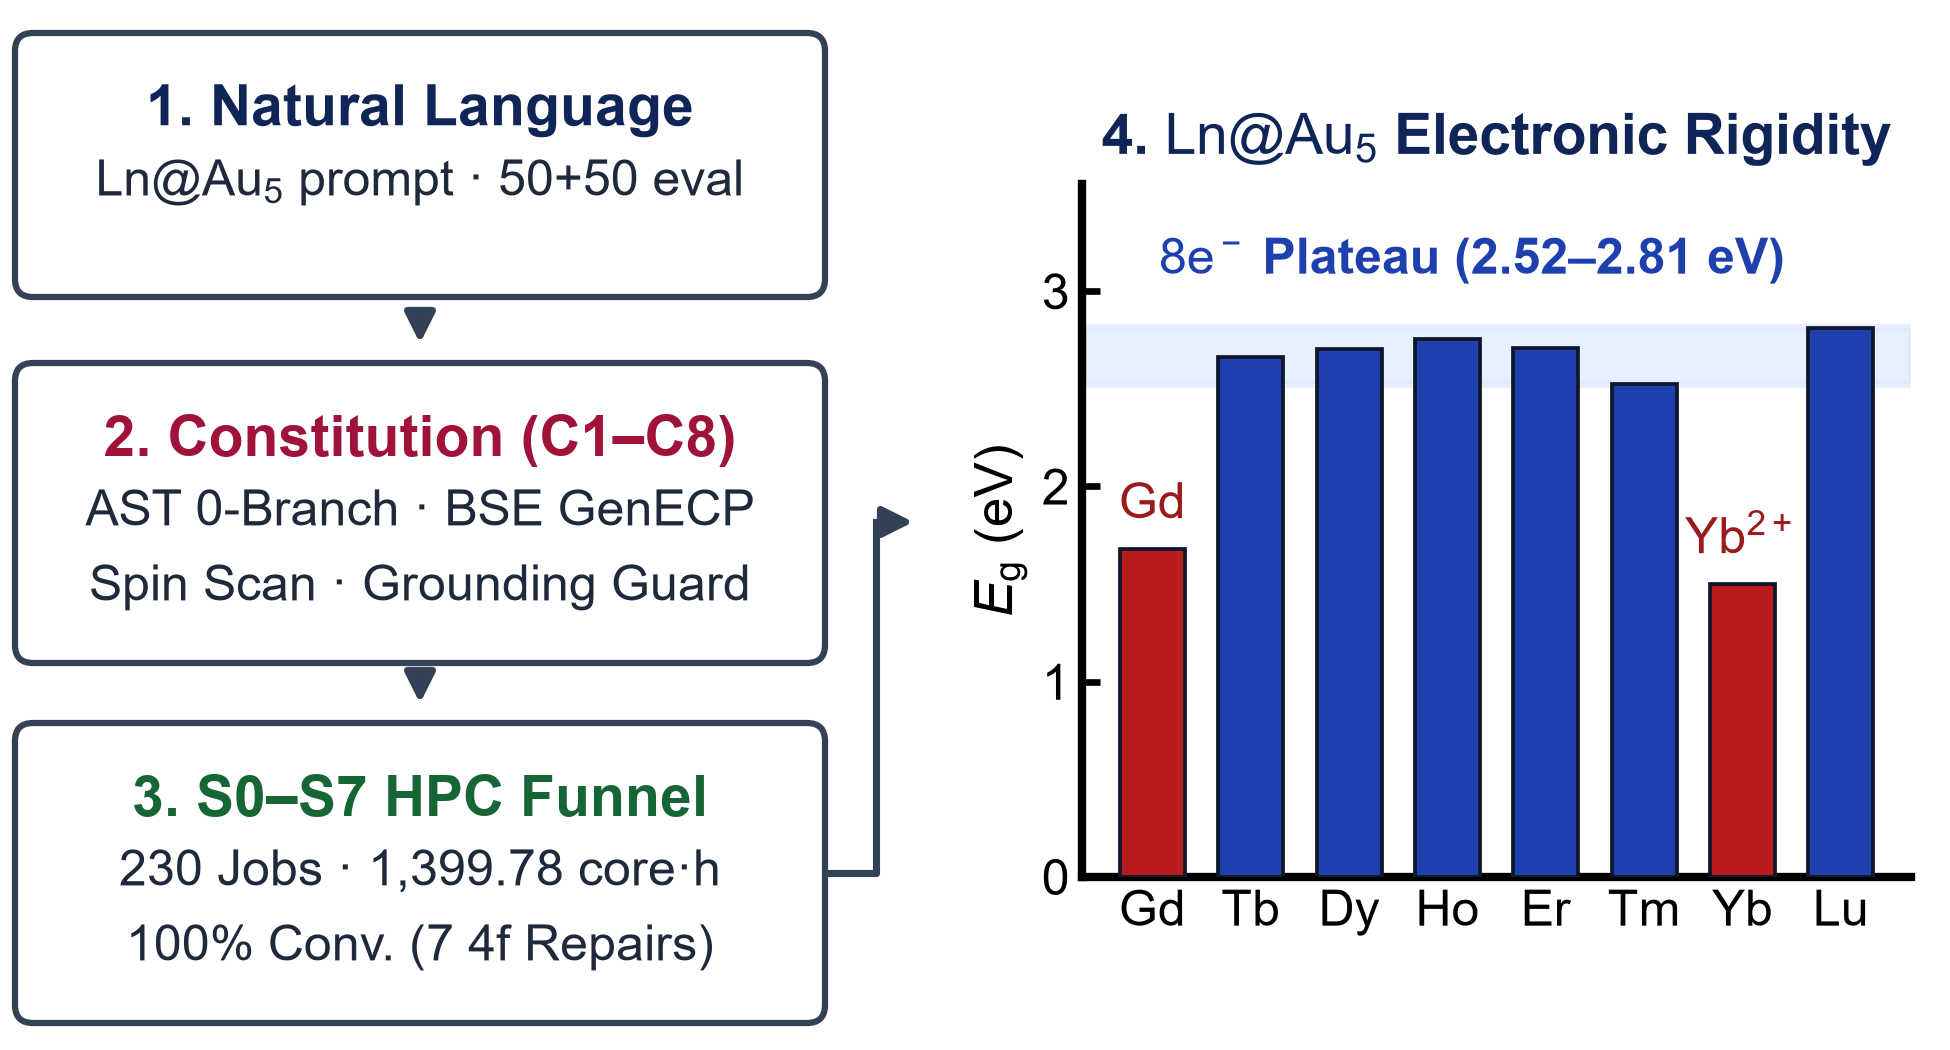 1. Natural Language
Ln@Au₅ prompt · 50+50 eval
2. Constitution (C1–C8)
AST 0-Branch · BSE GenECP
Spin Scan · Grounding Guard
3. S0–S7 HPC Funnel
230 Jobs · 1,399.78 core·h
100% Conv. (7 4f Repairs)
4. Ln@Au₅ Electronic Rigidity
8e⁻ Plateau (2.52–2.81 eV)
E_g (eV)
3
2
1
0
Gd
Yb²⁺
Gd Tb Dy Ho Er Tm Yb Lu